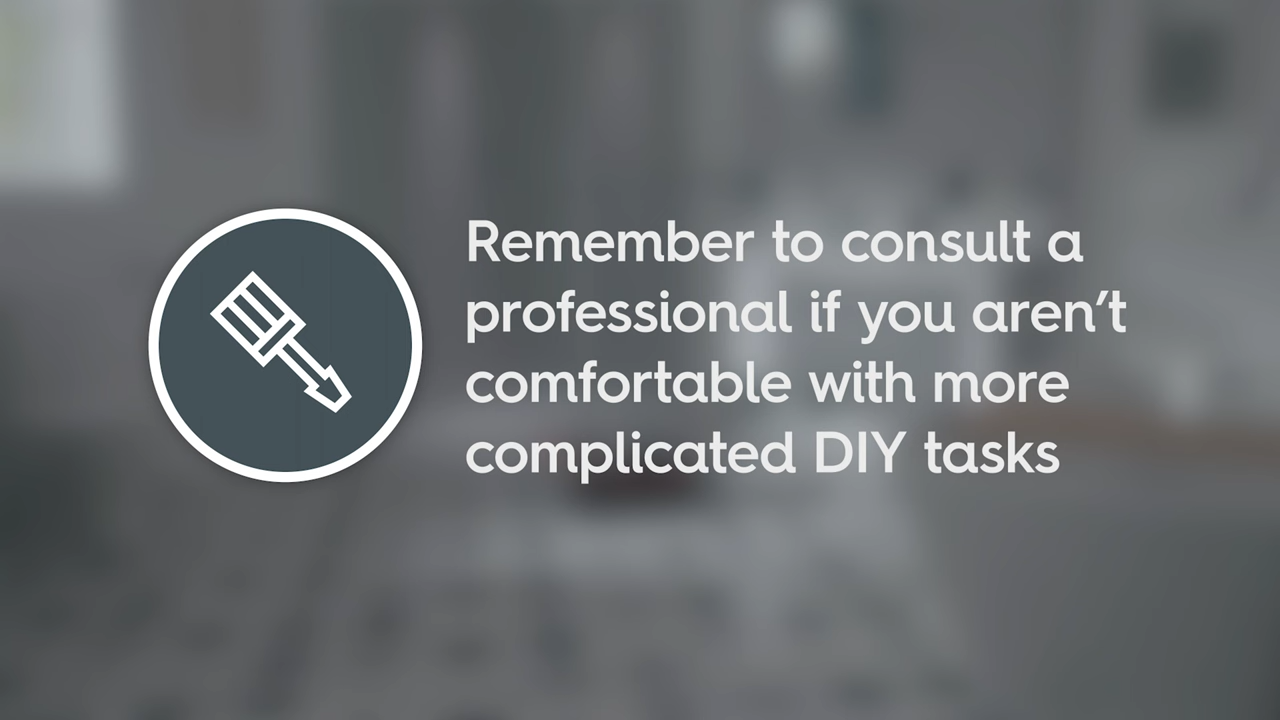 Remember to consult a
professional if you aren’t
comfortable with more
complicated DIY tasks